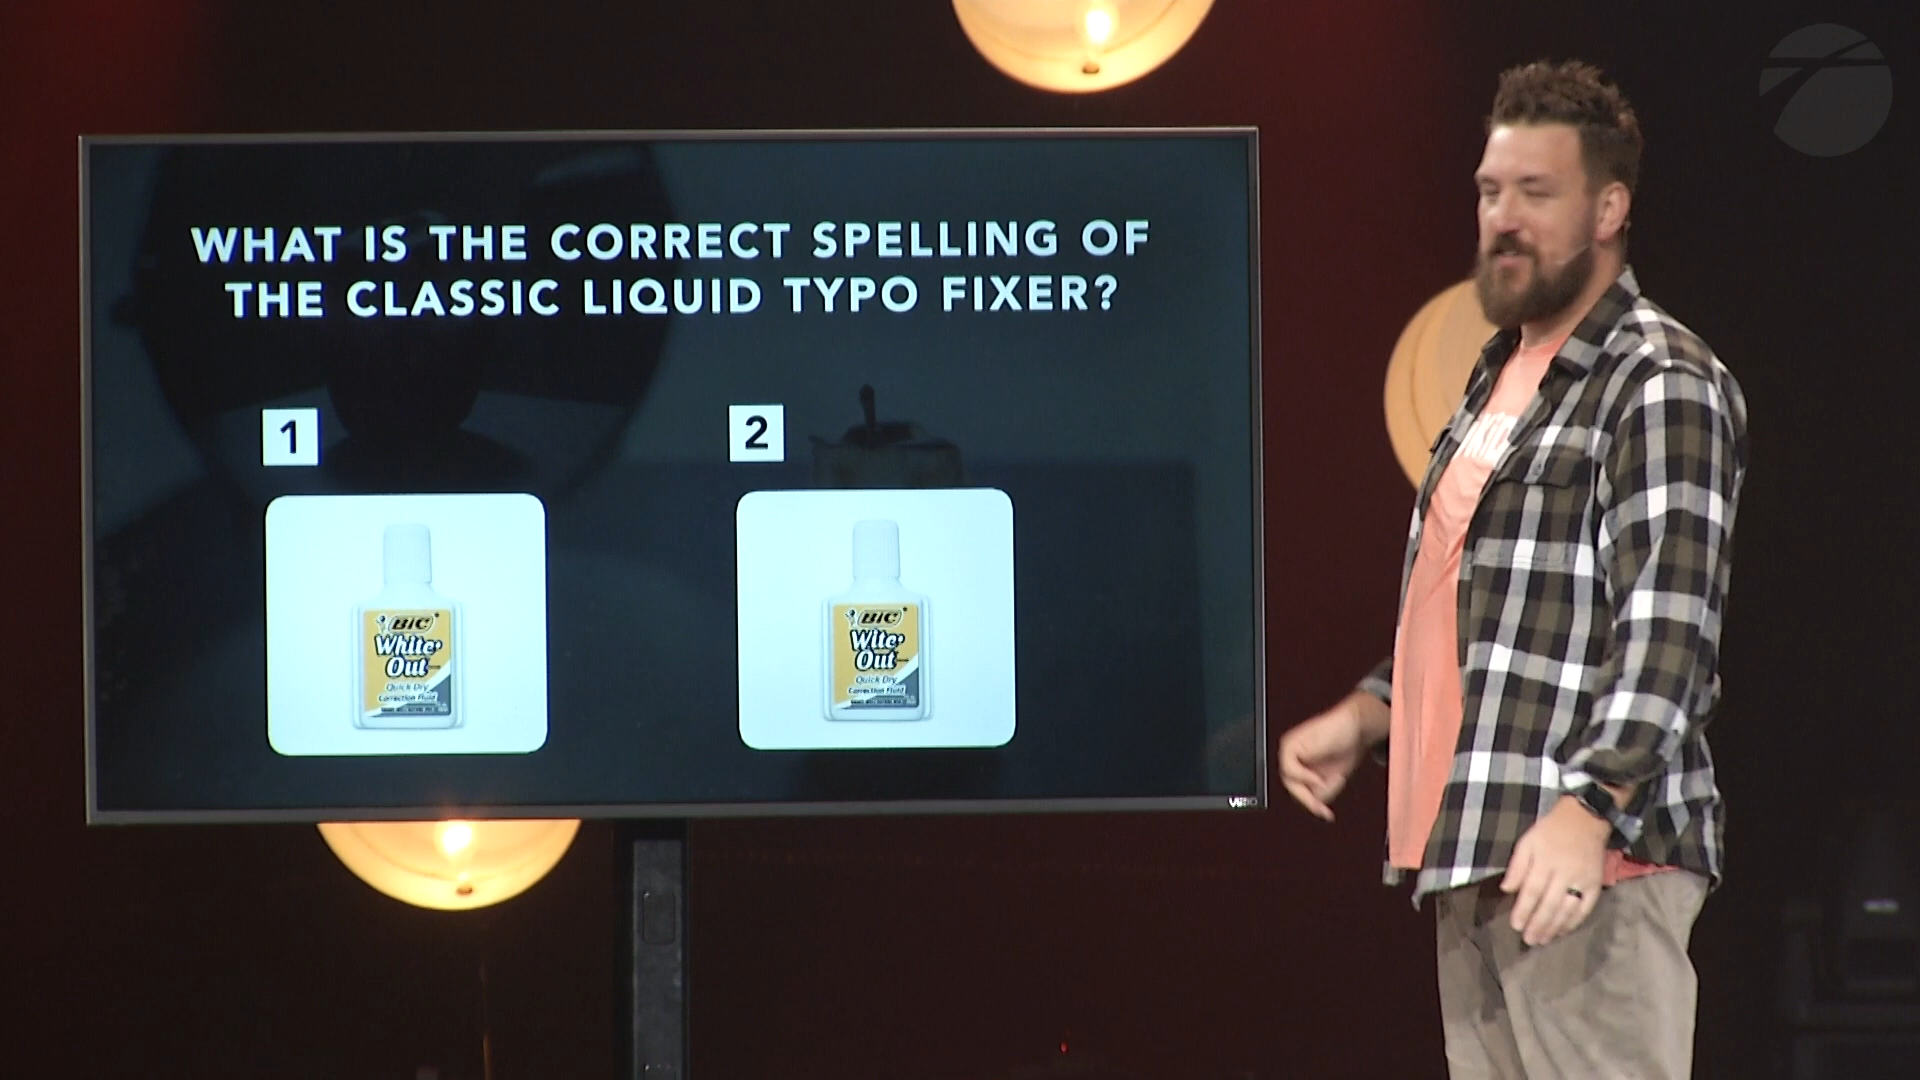 WHAT IS THE CORRECT SPELLING OF
THE CLASSIC LIQUID TYPO FIXER?
1
2
BIC
White
Out
Quick Dry
Correction Fluid
BIC
Wite
Out
Quick Dry
Correction Fluid
VIZIO